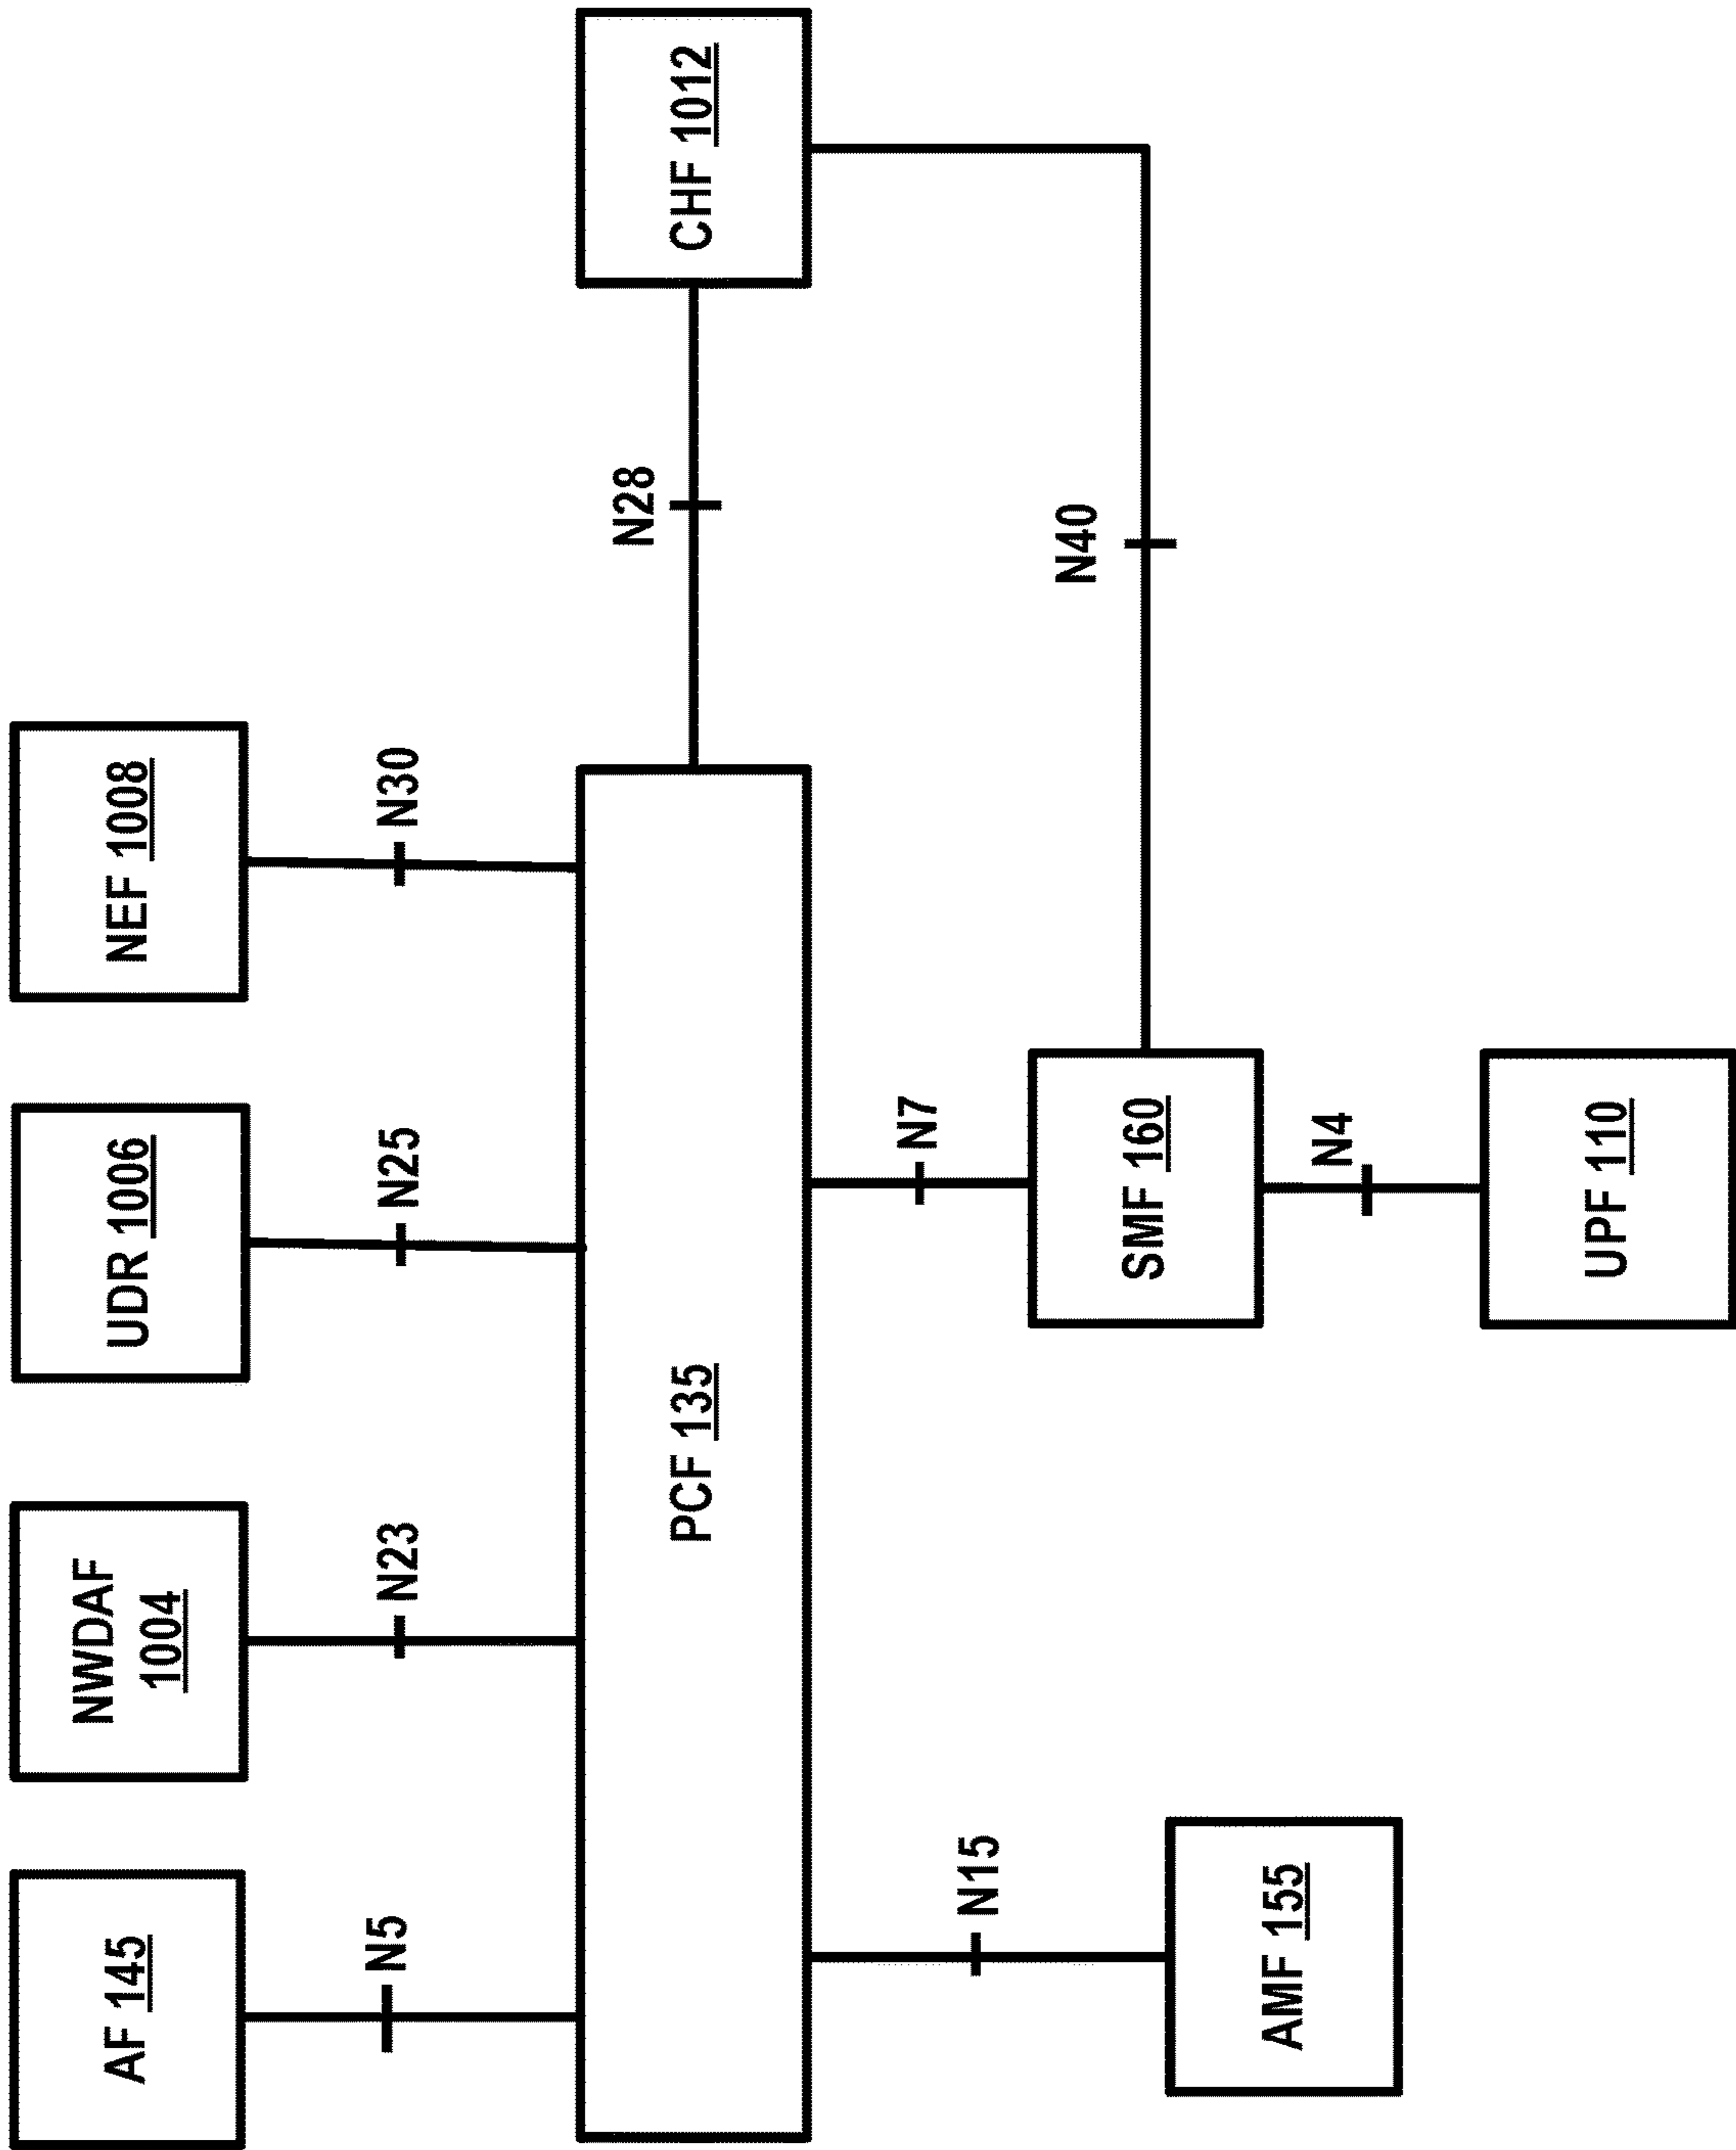 AF 145
NWDAF
1004
UDR 1006
NEF 1008
N5
N23
N25
N30
PCF 135
N28
CHF 1012
N15
N7
N40
AMF 155
SMF 160
N4
UPF 110